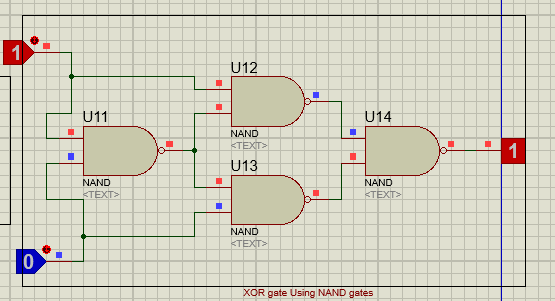 1
U12
U11
U14
NAND
<TEXT>
1
U13
NAND
<TEXT>
NAND
<TEXT>
NAND
<TEXT>
0
XOR gate Using NAND gates